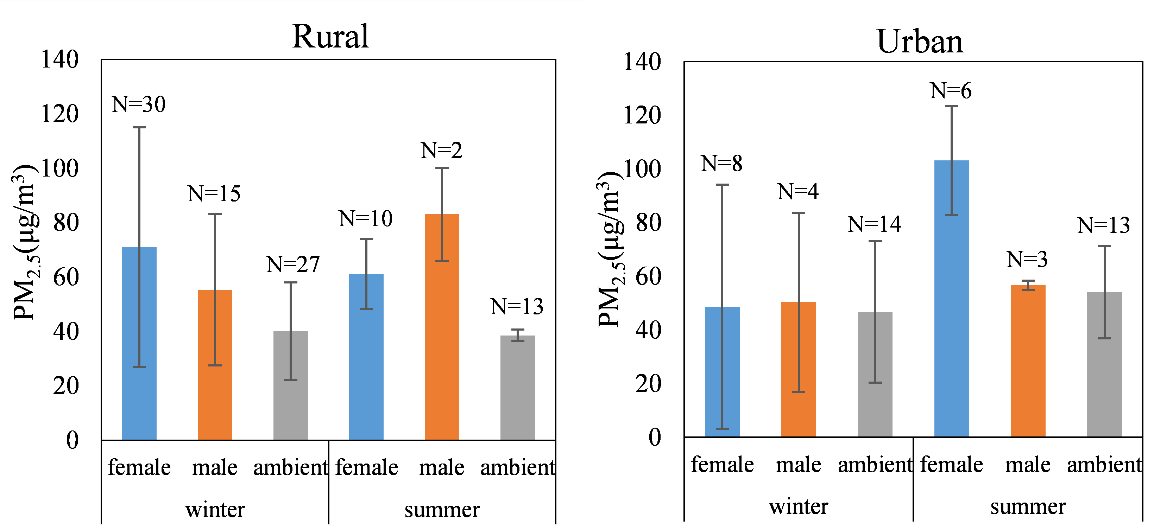 Rural
PM2.5(μg/m3)
140
120
100
80
60
40
20
0
N=30
N=15
N=27
N=10
N=2
N=13
female male ambient female male ambient
winter summer
Urban
PM2.5(μg/m3)
140
120
100
80
60
40
20
0
N=8
N=4
N=14
N=6
N=3
N=13
female male ambient female male ambient
winter summer